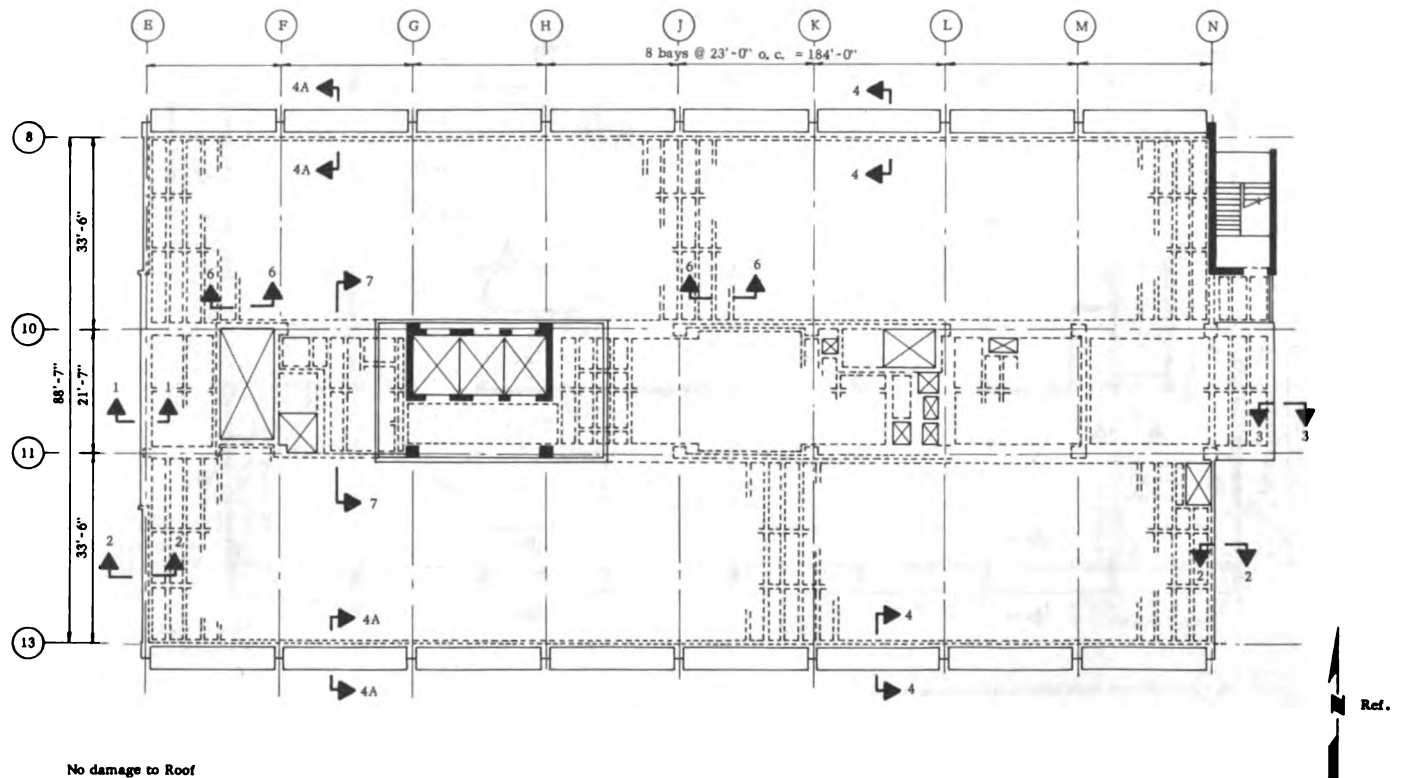 E F G H J K L M N
8 bays @ 23'-0" o. c. = 184'-0"
4A 4
8
4A 4
33'-6"
6 6 7 6 6
10
1 1 88'-7" 21'-7"
3 3
11
7
33'-6"
2 2
2 2
4A 4
13
4A 4
N Ref.
No damage to Roof